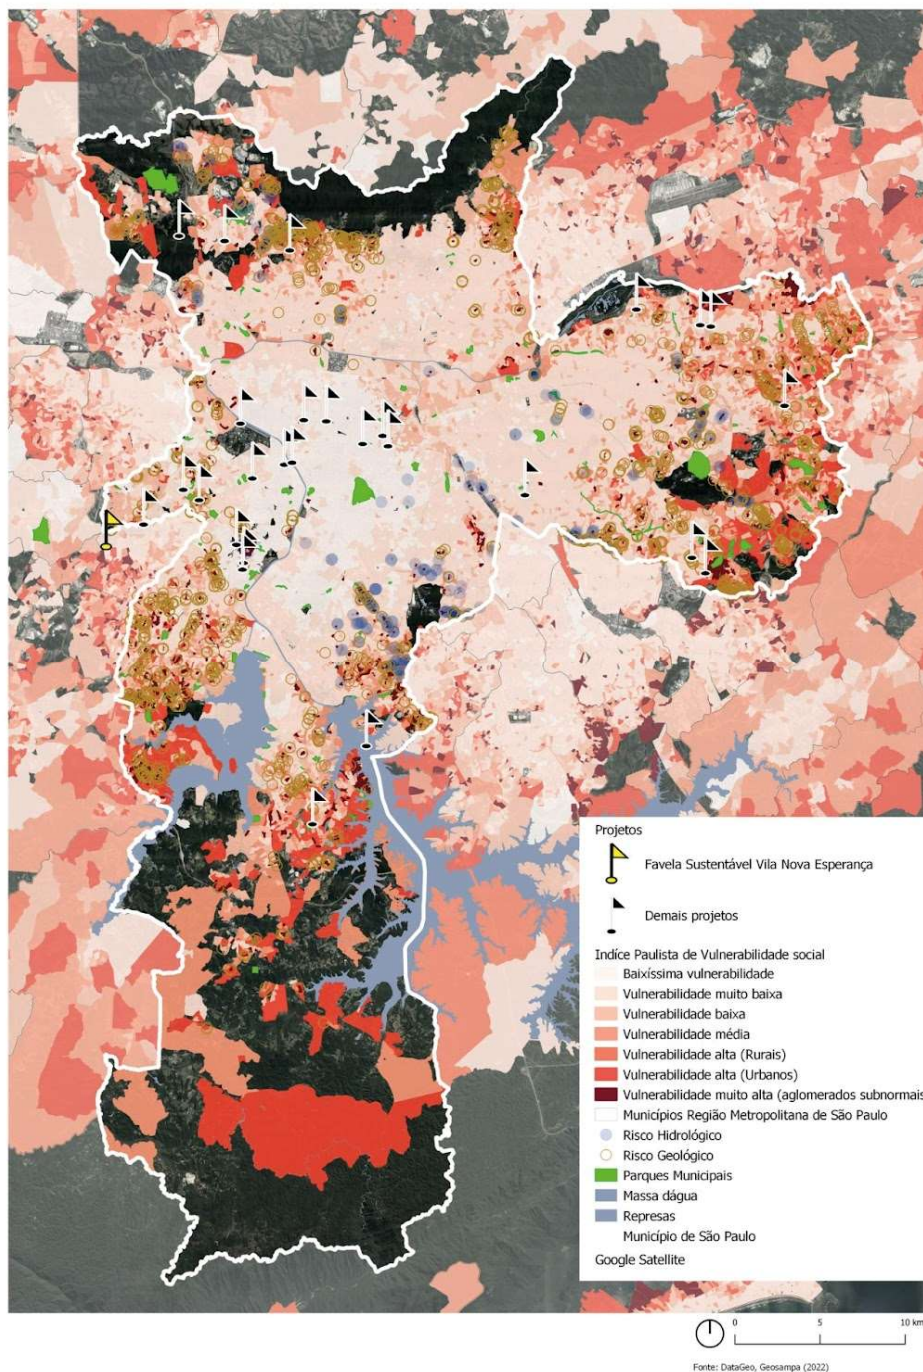 Projetos
Favela Sustentável Vila Nova Esperança
Demais projetos
Indíce Paulista de Vulnerabilidade social
Baixíssima vulnerabilidade
Vulnerabilidade muito baixa
Vulnerabilidade baixa
Vulnerabilidade média
Vulnerabilidade alta (Rurais)
Vulnerabilidade alta (Urbanos)
Vulnerabilidade muito alta (aglomerados subnormais
Municípios Região Metropolitana de São Paulo
Risco Hidrológico
Risco Geológico
Parques Municipais
Massa dágua
Represas
Município de São Paulo
Google Satellite
0 5 10 km
Fonte: DataGeo, Geosampa (2022)